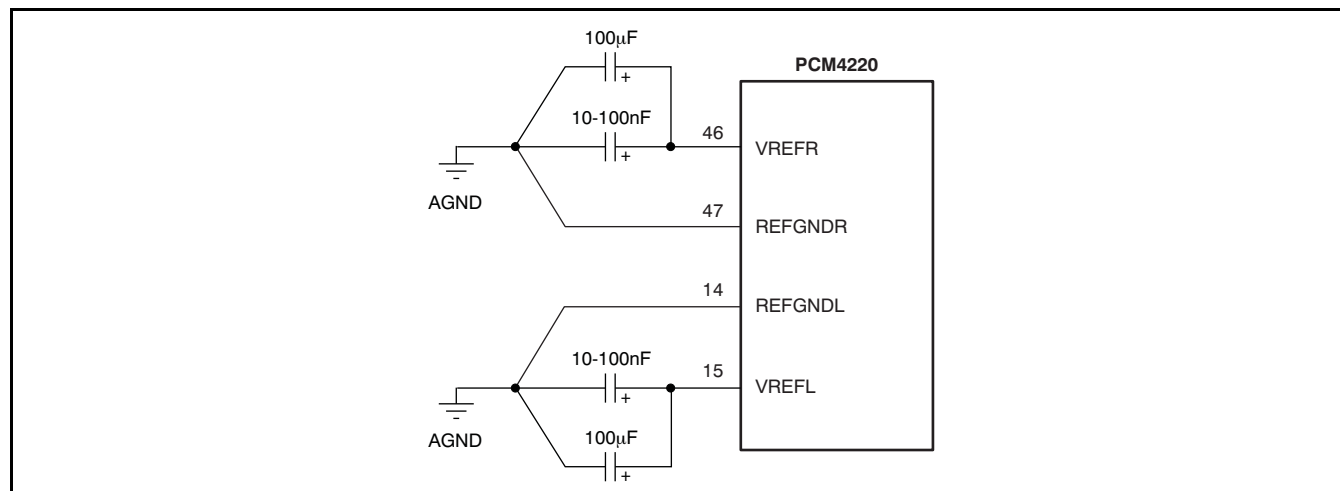 100μF
+
PCM4220
10-100nF
+
46
VREFR
AGND
47
REFGNDR
14
REFGNDL
10-100nF
+
15
VREFL
AGND
100μF
+